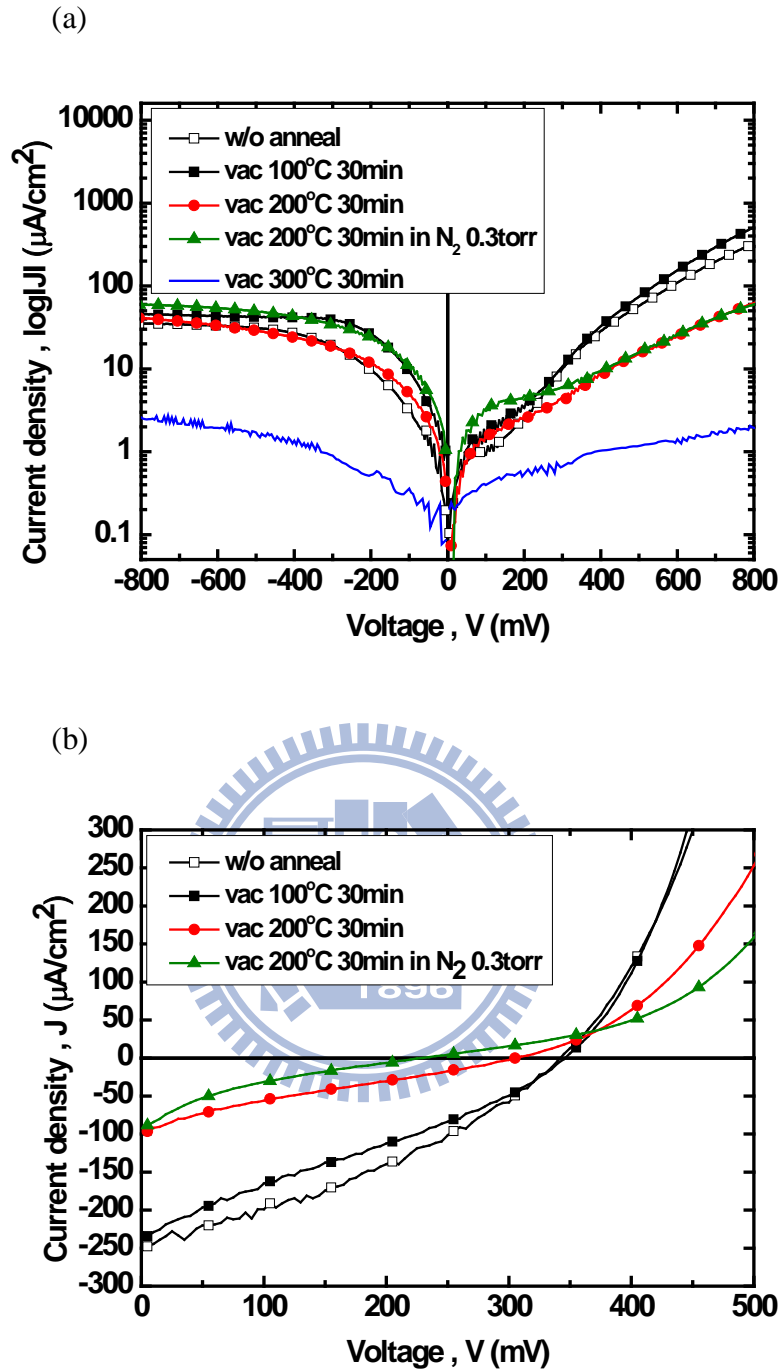 (a)
10000
1000
100
10
1
0.1
Current density , log|J| (μA/cm²)
w/o anneal
vac 100°C 30min
vac 200°C 30min
vac 200°C 30min in N₂ 0.3torr
vac 300°C 30min
-800 -600 -400 -200 0 200 400 600 800
Voltage , V (mV)
(b)
300
250
200
150
100
50
0
-50
-100
-150
-200
-250
-300
Current density , J (μA/cm²)
w/o anneal
vac 100°C 30min
vac 200°C 30min
vac 200°C 30min in N₂ 0.3torr
1896
0 100 200 300 400 500
Voltage , V (mV)